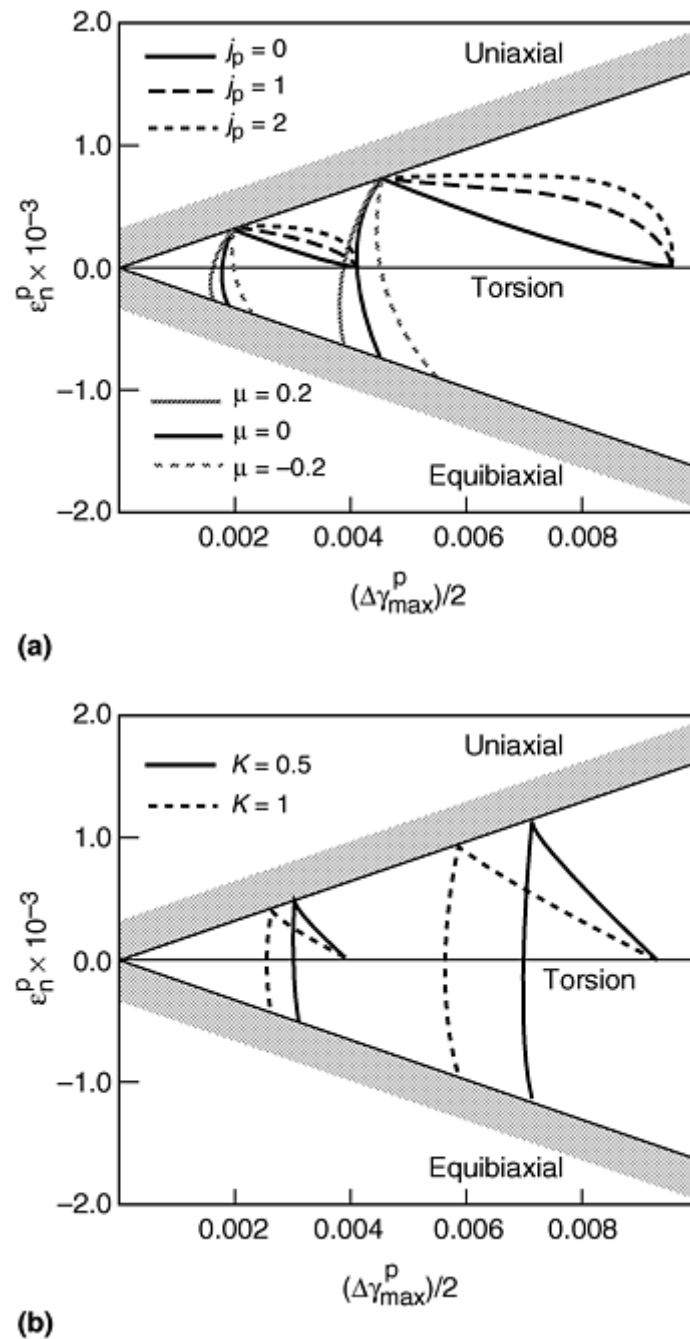 2.0
j_p = 0
j_p = 1
j_p = 2
Uniaxial
1.0
ε_n^p × 10^−3
0.0
Torsion
−1.0
μ = 0.2
μ = 0
μ = −0.2
Equibiaxial
−2.0
0.002 0.004 0.006 0.008
(Δγ_max^p)/2
(a)
2.0
K = 0.5
K = 1
Uniaxial
1.0
ε_n^p × 10^−3
0.0
Torsion
−1.0
Equibiaxial
−2.0
0.002 0.004 0.006 0.008
(Δγ_max^p)/2
(b)